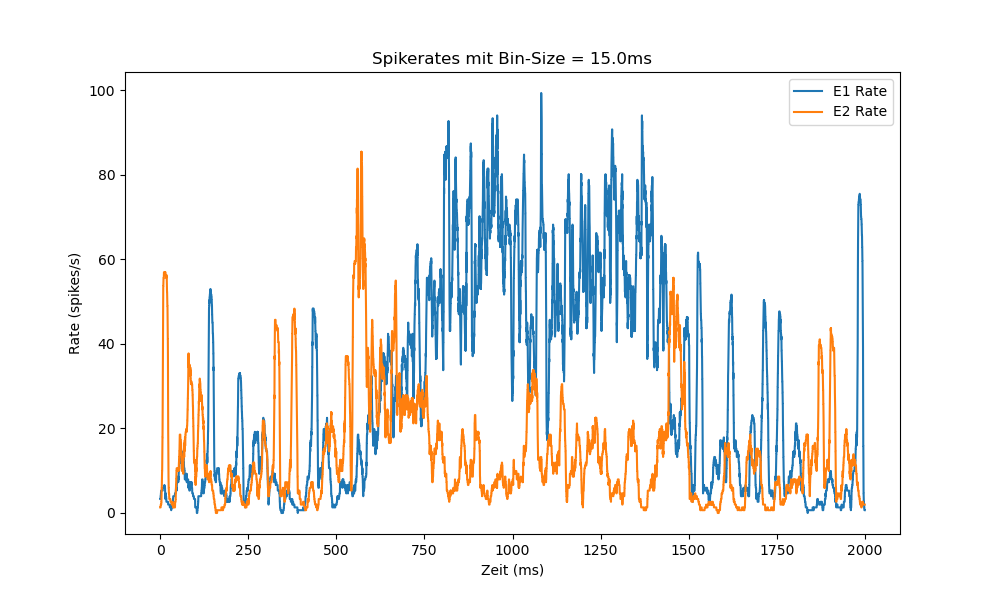 Spikerates mit Bin-Size = 15.0ms
E1 Rate
E2 Rate
100
80
60
40
20
0
Rate (spikes/s)
0 250 500 750 1000 1250 1500 1750 2000
Zeit (ms)